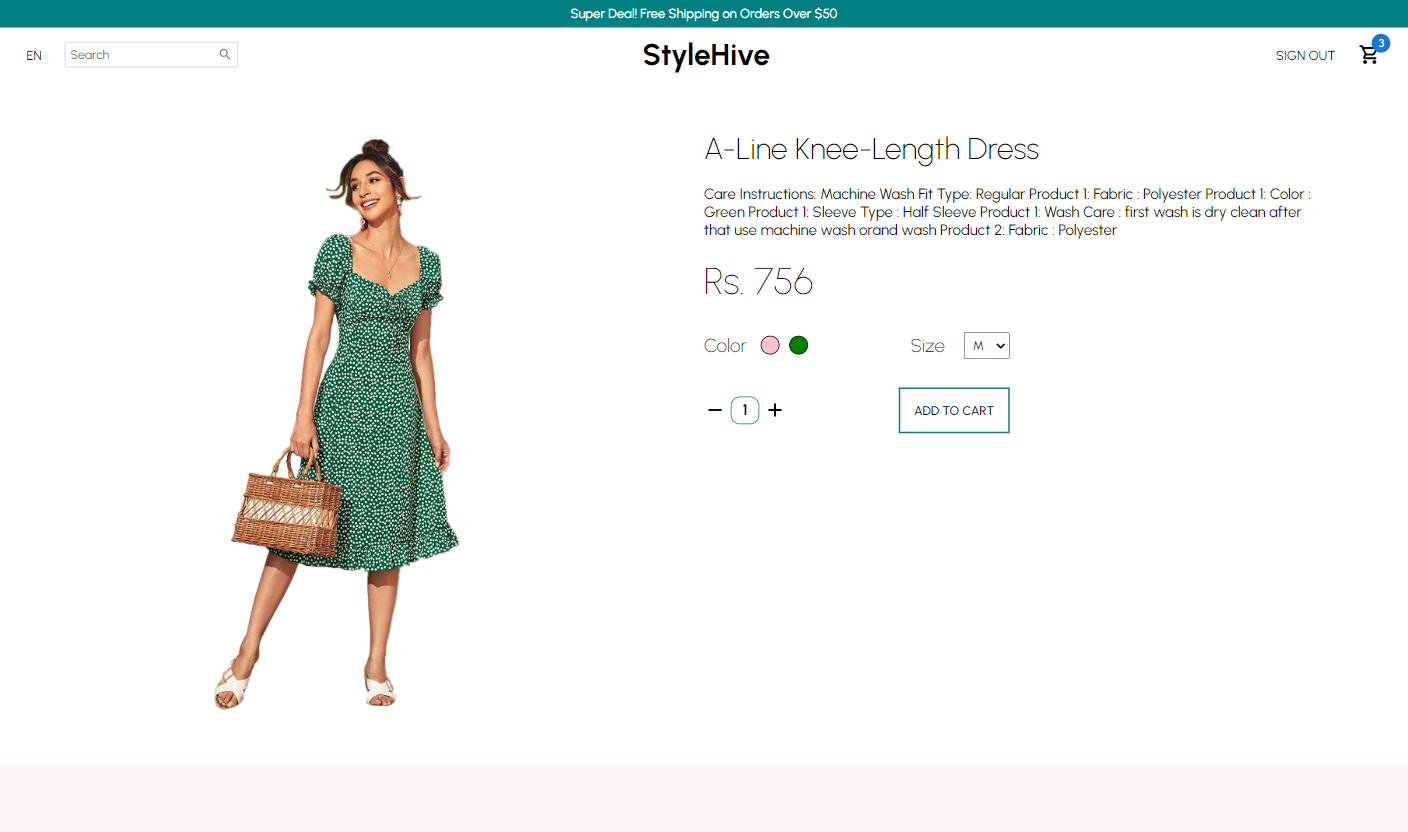 Super Deal! Free Shipping on Orders Over $50
EN
Search
StyleHive
SIGN OUT
3
A-Line Knee-Length Dress
Care Instructions: Machine Wash Fit Type: Regular Product 1: Fabric : Polyester Product 1: Color :
Green Product 1: Sleeve Type : Half Sleeve Product 1: Wash Care : first wash is dry clean after
that use machine wash orand wash Product 2: Fabric : Polyester
Rs. 756
Color
Size
M
1
ADD TO CART